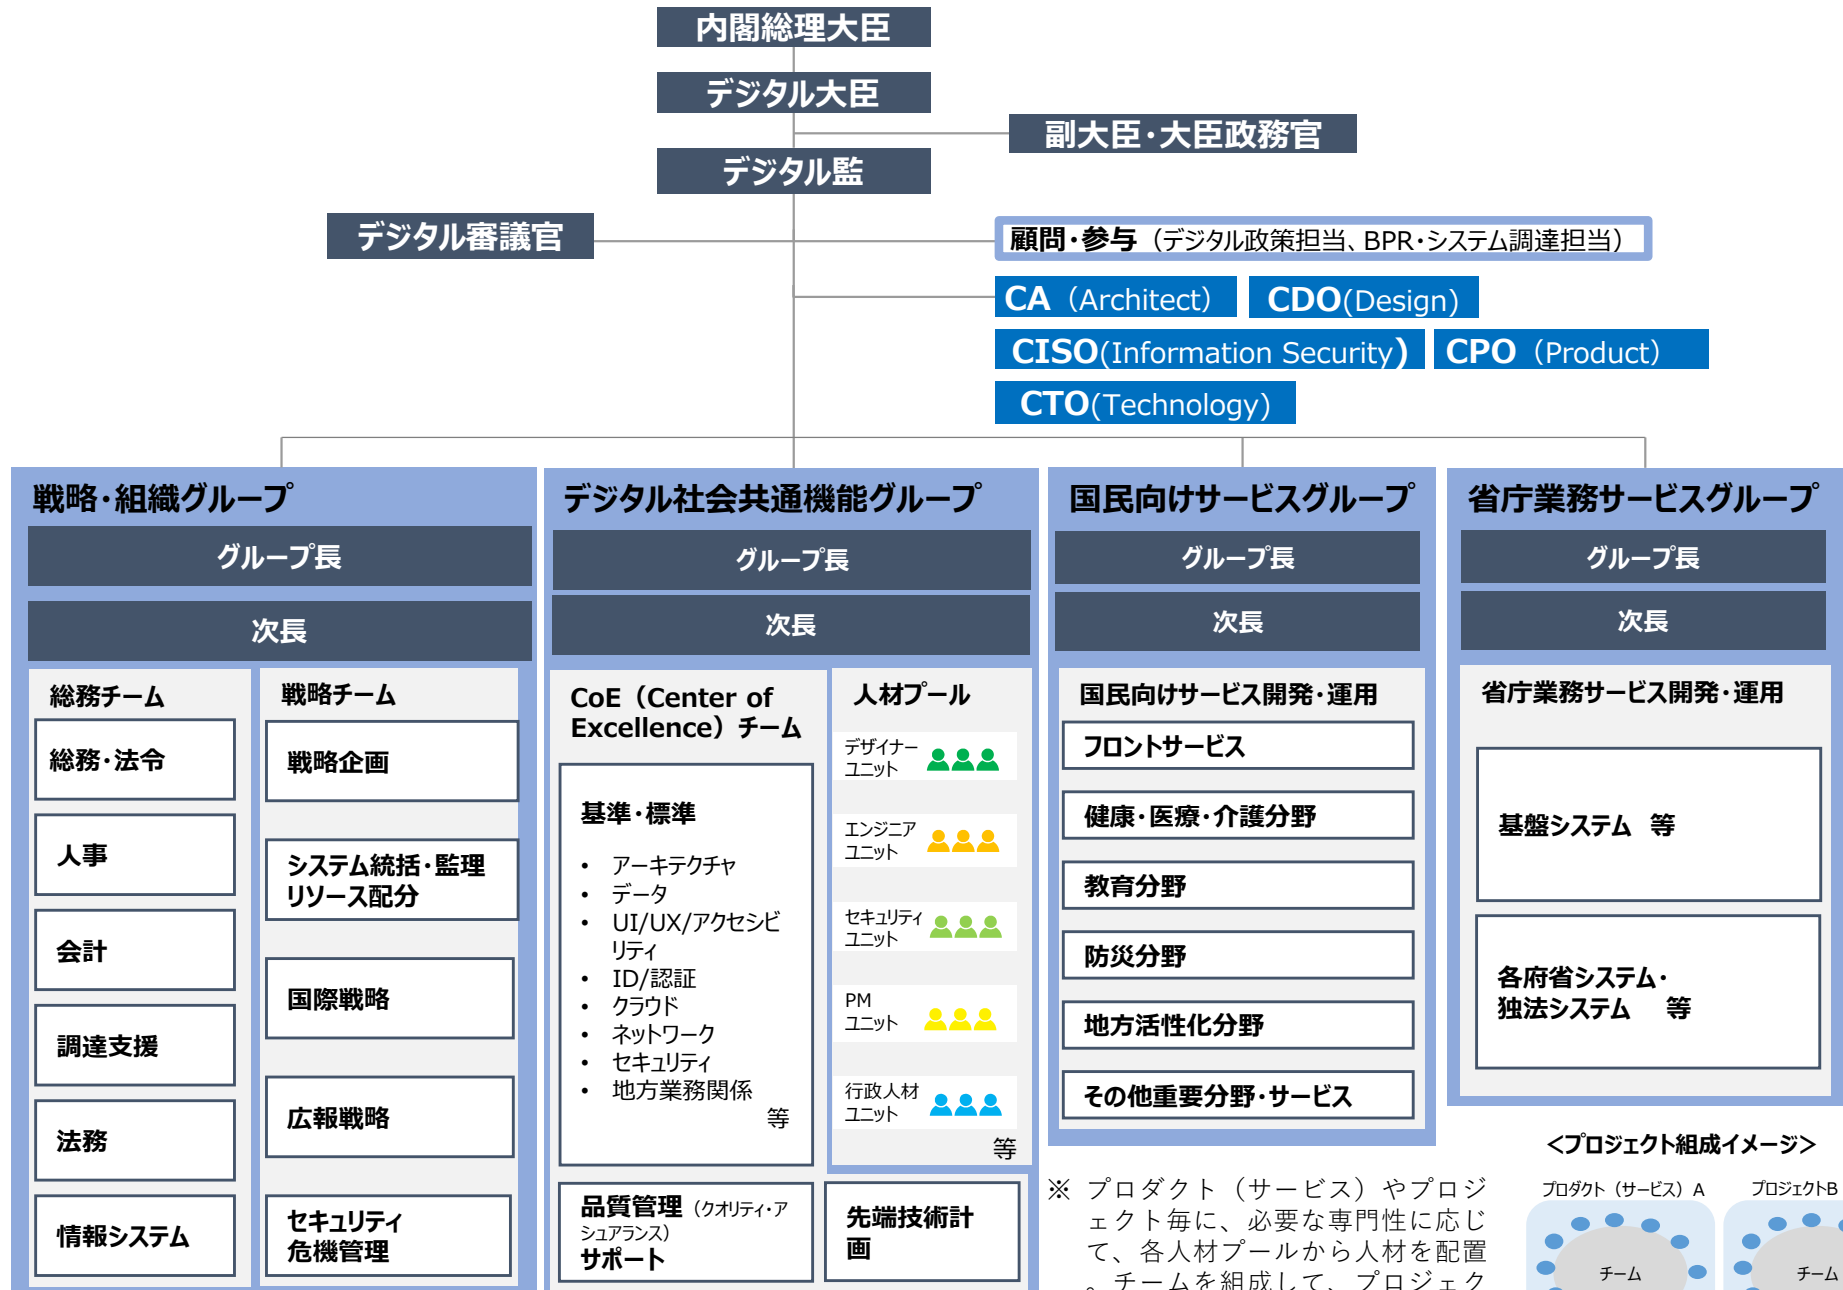 内閣総理大臣
デジタル大臣
副大臣・大臣政務官
デジタル監
デジタル審議官
顧問・参与（デジタル政策担当、BPR・システム調達担当）
CA（Architect）
CDO(Design)
CISO(Information Security)
CPO（Product）
CTO(Technology)
戦略・組織グループ
グループ長
次長
総務チーム
総務・法令
人事
会計
調達支援
法務
情報システム
戦略チーム
戦略企画
システム統括・監理
リソース配分
国際戦略
広報戦略
セキュリティ
危機管理
デジタル社会共通機能グループ
グループ長
次長
CoE（Center of
Excellence）チーム
基準・標準
• アーキテクチャ
• データ
• UI/UX/アクセシビ
リティ
• ID/認証
• クラウド
• ネットワーク
• セキュリティ
• 地方業務関係
等
人材プール
デザイナー
ユニット
エンジニア
ユニット
セキュリティ
ユニット
PM
ユニット
行政人材
ユニット
等
品質管理（クオリティ・ア
シュアランス）
サポート
先端技術計
画
国民向けサービスグループ
グループ長
次長
国民向けサービス開発・運用
フロントサービス
健康・医療・介護分野
教育分野
防災分野
地方活性化分野
その他重要分野・サービス
省庁業務サービスグループ
グループ長
次長
省庁業務サービス開発・運用
基盤システム 等
各府省システム・
独法システム 等
※ プロダクト（サービス）やプロジ
ェクト毎に、必要な専門性に応じ
て、各人材プールから人材を配置
。チームを組成して、プロジェク
＜プロジェクト組成イメージ＞
プロダクト（サービス）A
プロジェクトB
チーム
チーム